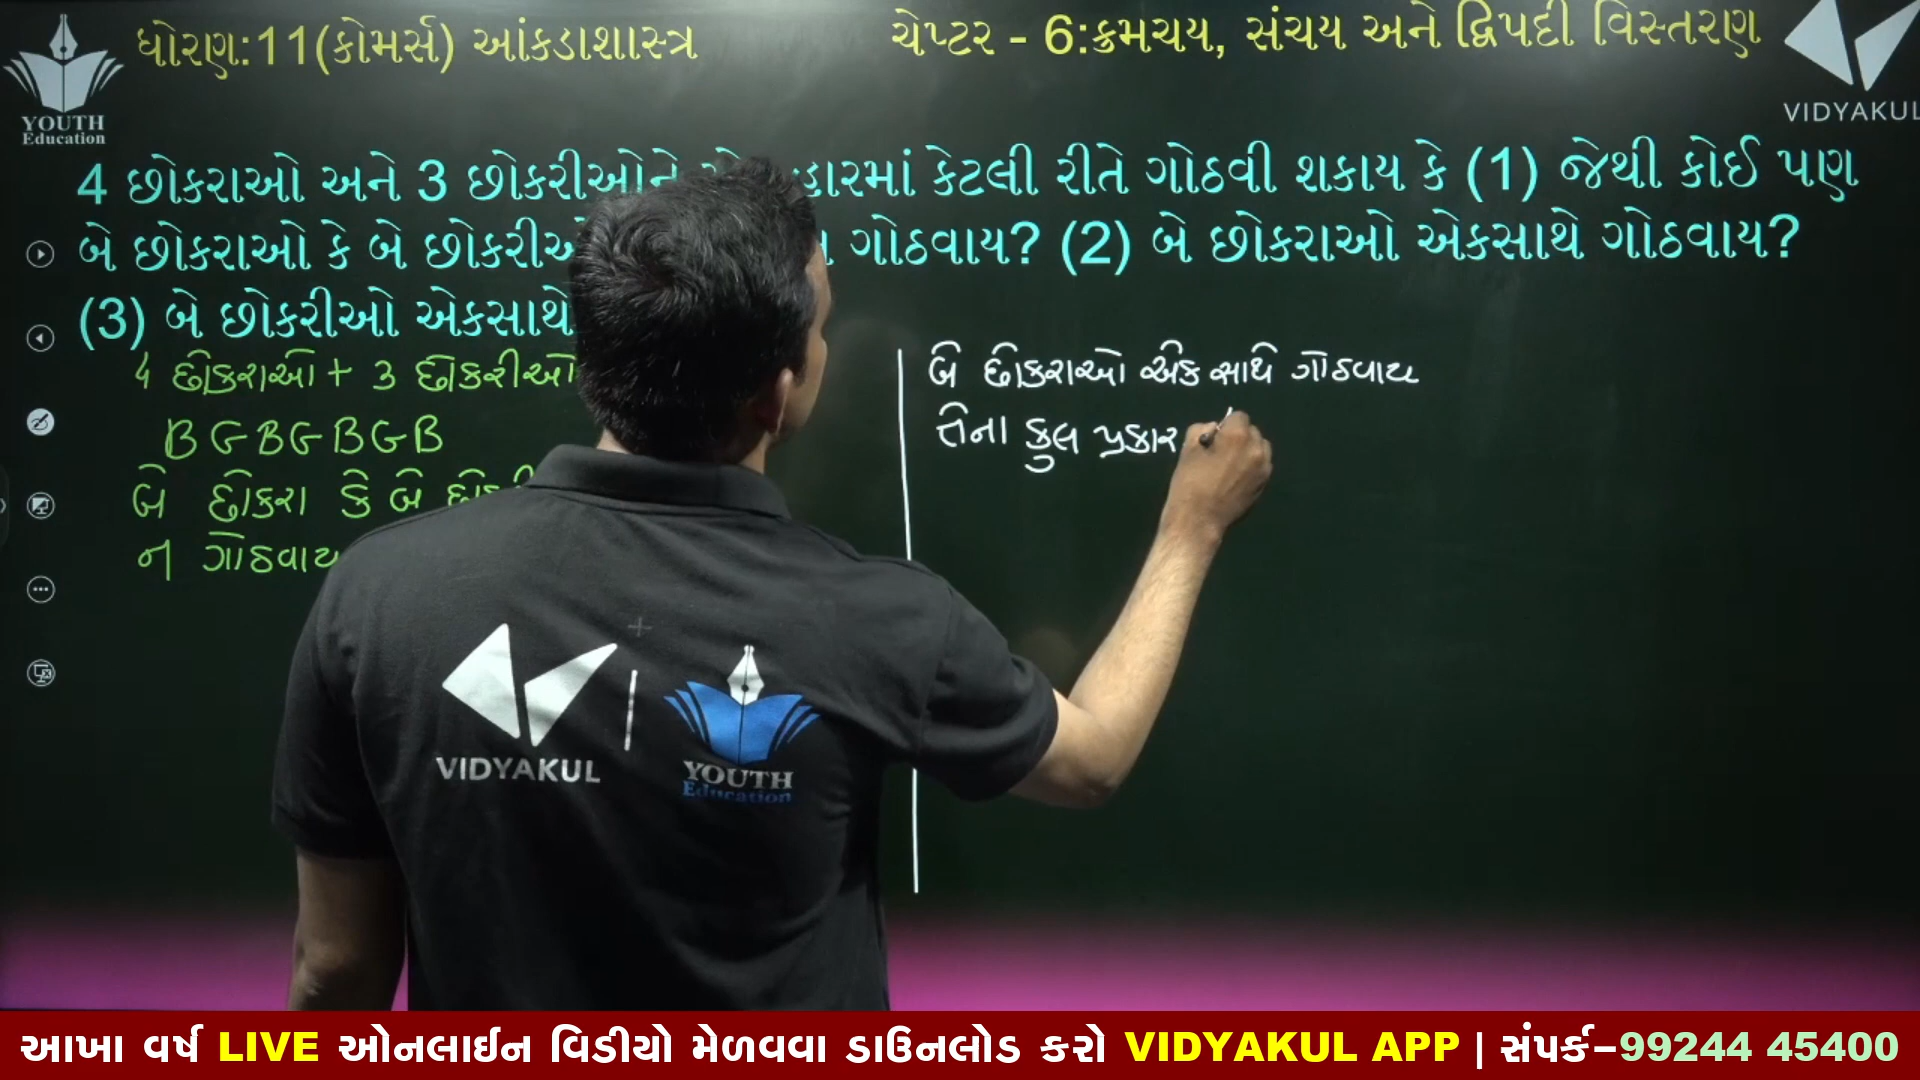 ધોરણ:11(કોમર્સ) આંકડાશાસ્ત્ર
ચેપ્ટર - 6:ક્રમચય, સંચય અને દ્વિપદી વિસ્તરણ
YOUTH
Education
VIDYAKUL
4 છોકરાઓ અને 3 છોકરીઓને હારમાં કેટલી રીતે ગોઠવી શકાય કે (1) જેથી કોઈ પણ
બે છોકરાઓ કે બે ગોઠવાય? (2) બે છોકરાઓ એકસાથે ગોઠવાય?
(3) બે છોકરીઓ એકસાથે
4 છોકરાઓ + 3 છોકરીઓ
B G B G B G B
બે છોકરા કે બે
ન ગોઠવાય
બે છોકરાઓ એક સાથે ગોઠવાય
તેના કુલ પ્રકાર
VIDYAKUL
YOUTH
Education
આખા વર્ષ LIVE ઓનલાઈન વિડીયો મેળવવા ડાઉનલોડ કરો VIDYAKUL APP | સંપર્ક–99244 45400